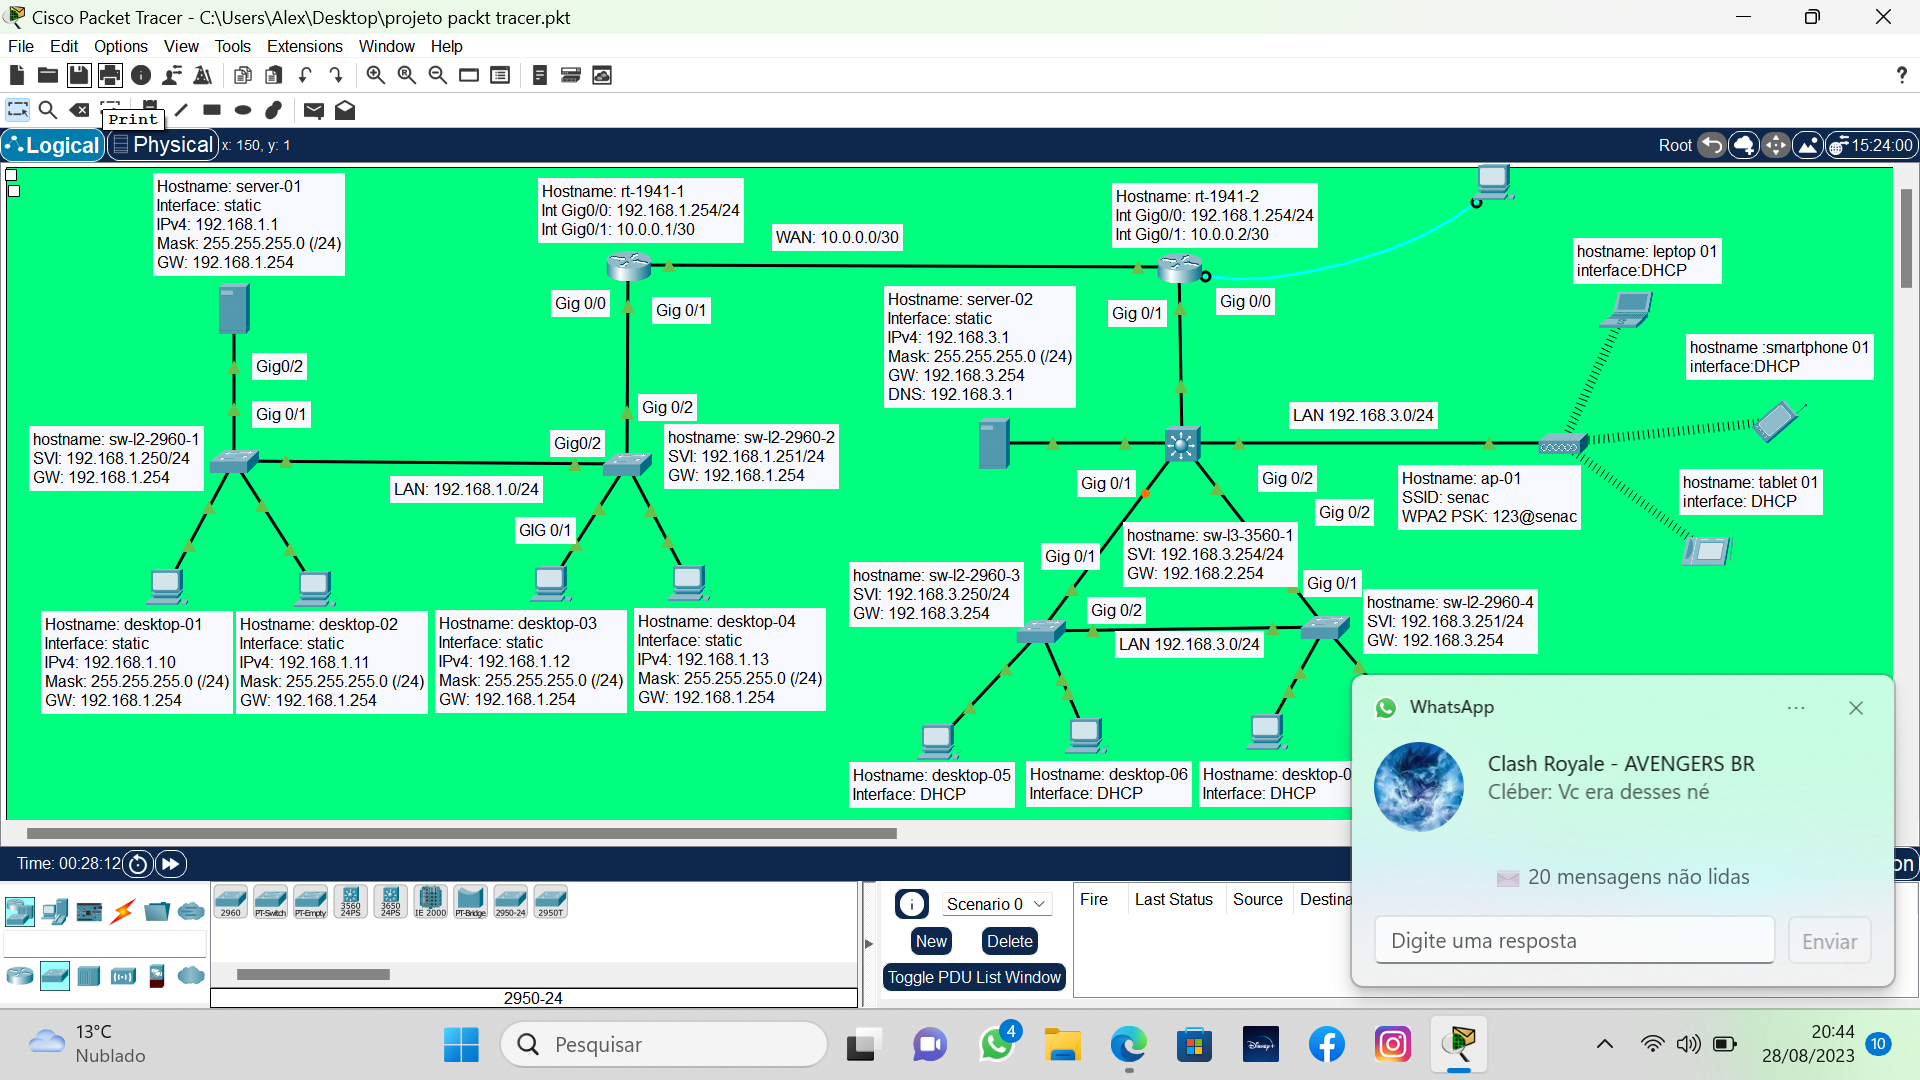 Cisco Packet Tracer - C:\Users\Alex\Desktop\projeto packt tracer.pkt
File Edit Options View Tools Extensions Window Help
?
Print
Logical
Physical
x: 150, y: 1
Root
15:24:00
Hostname: server-01
Interface: static
IPv4: 192.168.1.1
Mask: 255.255.255.0 (/24)
GW: 192.168.1.254
Hostname: rt-1941-1
Int Gig0/0: 192.168.1.254/24
Int Gig0/1: 10.0.0.1/30
WAN: 10.0.0.0/30
Hostname: rt-1941-2
Int Gig0/0: 192.168.1.254/24
Int Gig0/1: 10.0.0.2/30
hostname: leptop 01
interface:DHCP
Gig 0/0
Gig 0/1
Hostname: server-02
Interface: static
IPv4: 192.168.3.1
Mask: 255.255.255.0 (/24)
GW: 192.168.3.254
DNS: 192.168.3.1
Gig 0/1
Gig 0/0
hostname :smartphone 01
interface:DHCP
Gig0/2
Gig 0/1
Gig 0/2
LAN 192.168.3.0/24
hostname: sw-l2-2960-1
SVI: 192.168.1.250/24
GW: 192.168.1.254
Gig0/2
hostname: sw-l2-2960-2
SVI: 192.168.1.251/24
GW: 192.168.1.254
LAN: 192.168.1.0/24
GIG 0/1
Gig 0/1
Gig 0/2
Gig 0/2
Hostname: ap-01
SSID: senac
WPA2 PSK: 123@senac
hostname: tablet 01
interface: DHCP
hostname: sw-l3-3560-1
SVI: 192.168.3.254/24
GW: 192.168.2.254
Gig 0/1
hostname: sw-l2-2960-3
SVI: 192.168.3.250/24
GW: 192.168.3.254
Gig 0/1
Gig 0/2
hostname: sw-l2-2960-4
SVI: 192.168.3.251/24
GW: 192.168.3.254
LAN 192.168.3.0/24
Hostname: desktop-01
Interface: static
IPv4: 192.168.1.10
Mask: 255.255.255.0 (/24)
GW: 192.168.1.254
Hostname: desktop-02
Interface: static
IPv4: 192.168.1.11
Mask: 255.255.255.0 (/24)
GW: 192.168.1.254
Hostname: desktop-03
Interface: static
IPv4: 192.168.1.12
Mask: 255.255.255.0 (/24)
GW: 192.168.1.254
Hostname: desktop-04
Interface: static
IPv4: 192.168.1.13
Mask: 255.255.255.0 (/24)
GW: 192.168.1.254
Hostname: desktop-05
Interface: DHCP
Hostname: desktop-06
Interface: DHCP
Hostname: desktop-0
Interface: DHCP
WhatsApp
Clash Royale - AVENGERS BR
Cléber: Vc era desses né
20 mensagens não lidas
Digite uma resposta
Enviar
Time: 00:28:12
on
2960
PT-Switch
PT-Empty
3560 24PS
3650 24PS
IE 2000
PT-Bridge
2950-24
2950T
2950-24
Scenario 0
New
Delete
Toggle PDU List Window
Fire Last Status Source Destina
13°C
Nublado
Pesquisar
4
Disney+
20:44
28/08/2023
10